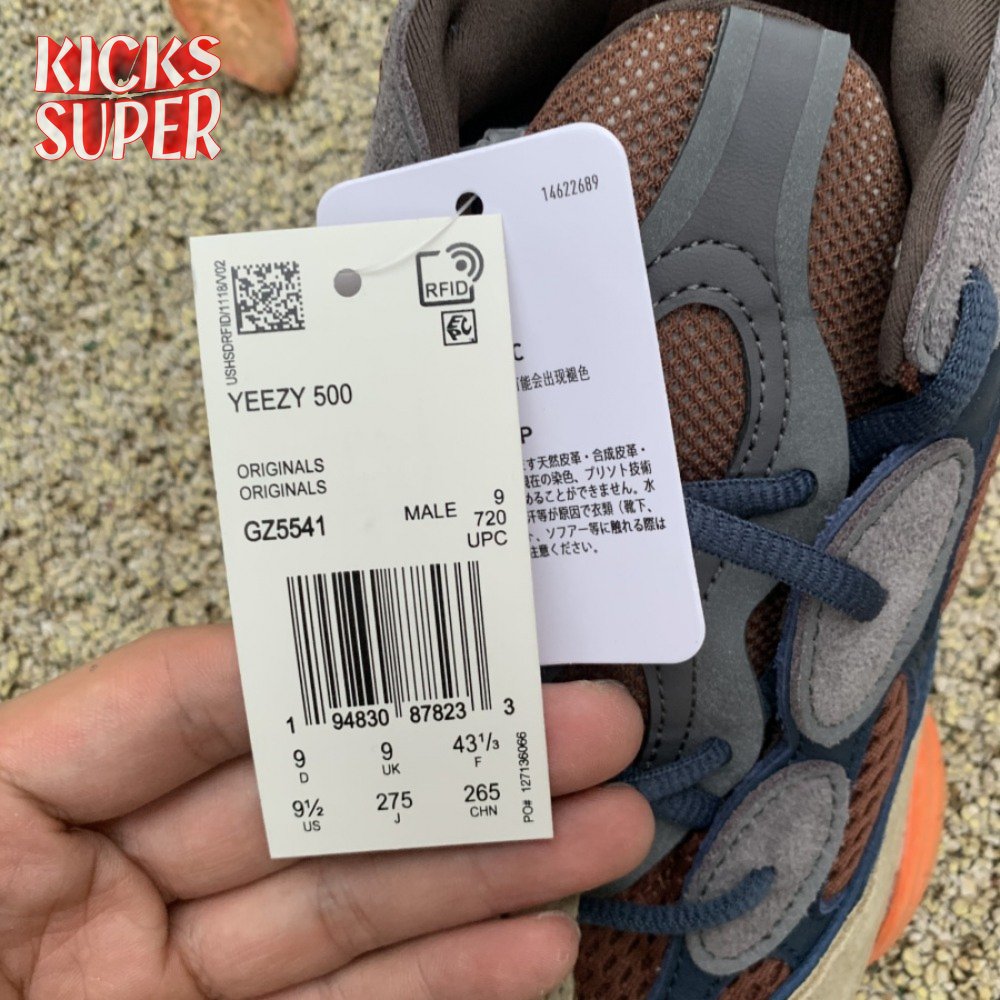 KICKS
SUPER
14622689
RFID
USHSDRFID/1118/V02
YEEZY 500
ORIGINALS
ORIGINALS
GZ5541
MALE 9
720
UPC
1 94830 87823 3
9 9 43⅓
D UK F
9½ 275 265
US J CHN
PO# 127136066
C
能会出现褪色
P
す天然皮革・合成皮革・
在の染色、プリント技術
めることができません。水
汗等が原因で衣類（靴下、
、ソファー等に触れる際は
注意ください。